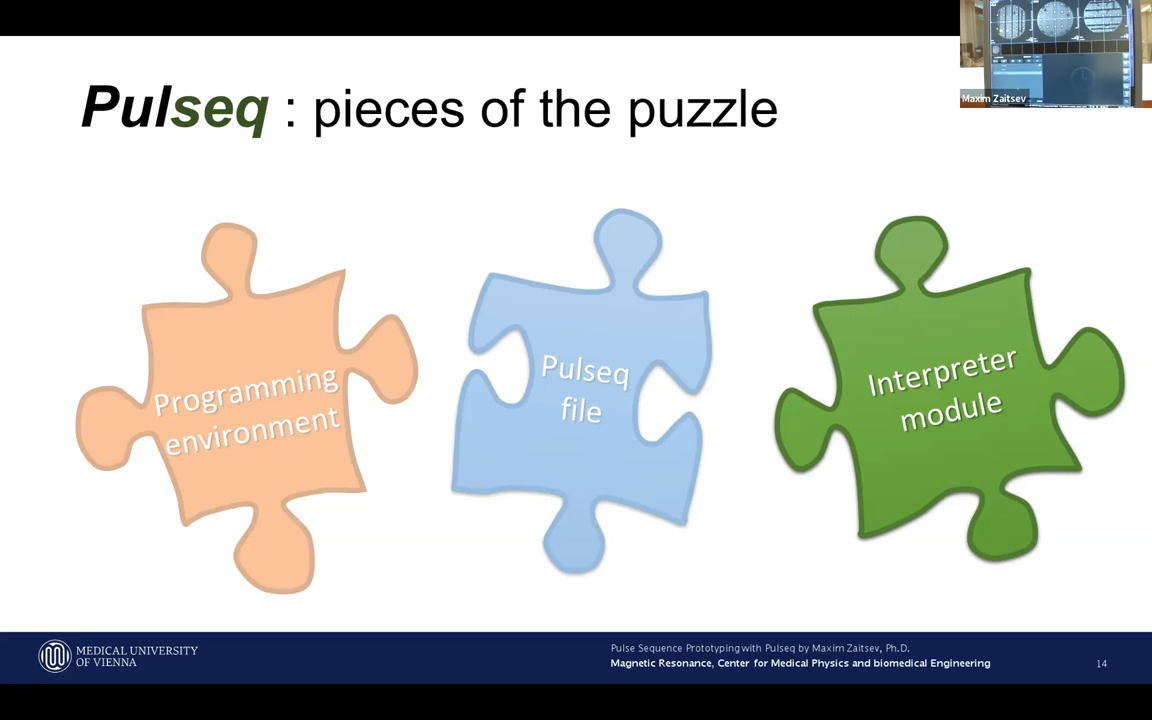 Maxim Zaitsev
Pulseq : pieces of the puzzle
Programming
environment
Pulseq
file
Interpreter
module
MEDICAL UNIVERSITY
OF VIENNA
Pulse Sequence Prototyping with Pulseq by Maxim Zaitsev, Ph.D.
Magnetic Resonance, Center for Medical Physics and biomedical Engineering
14